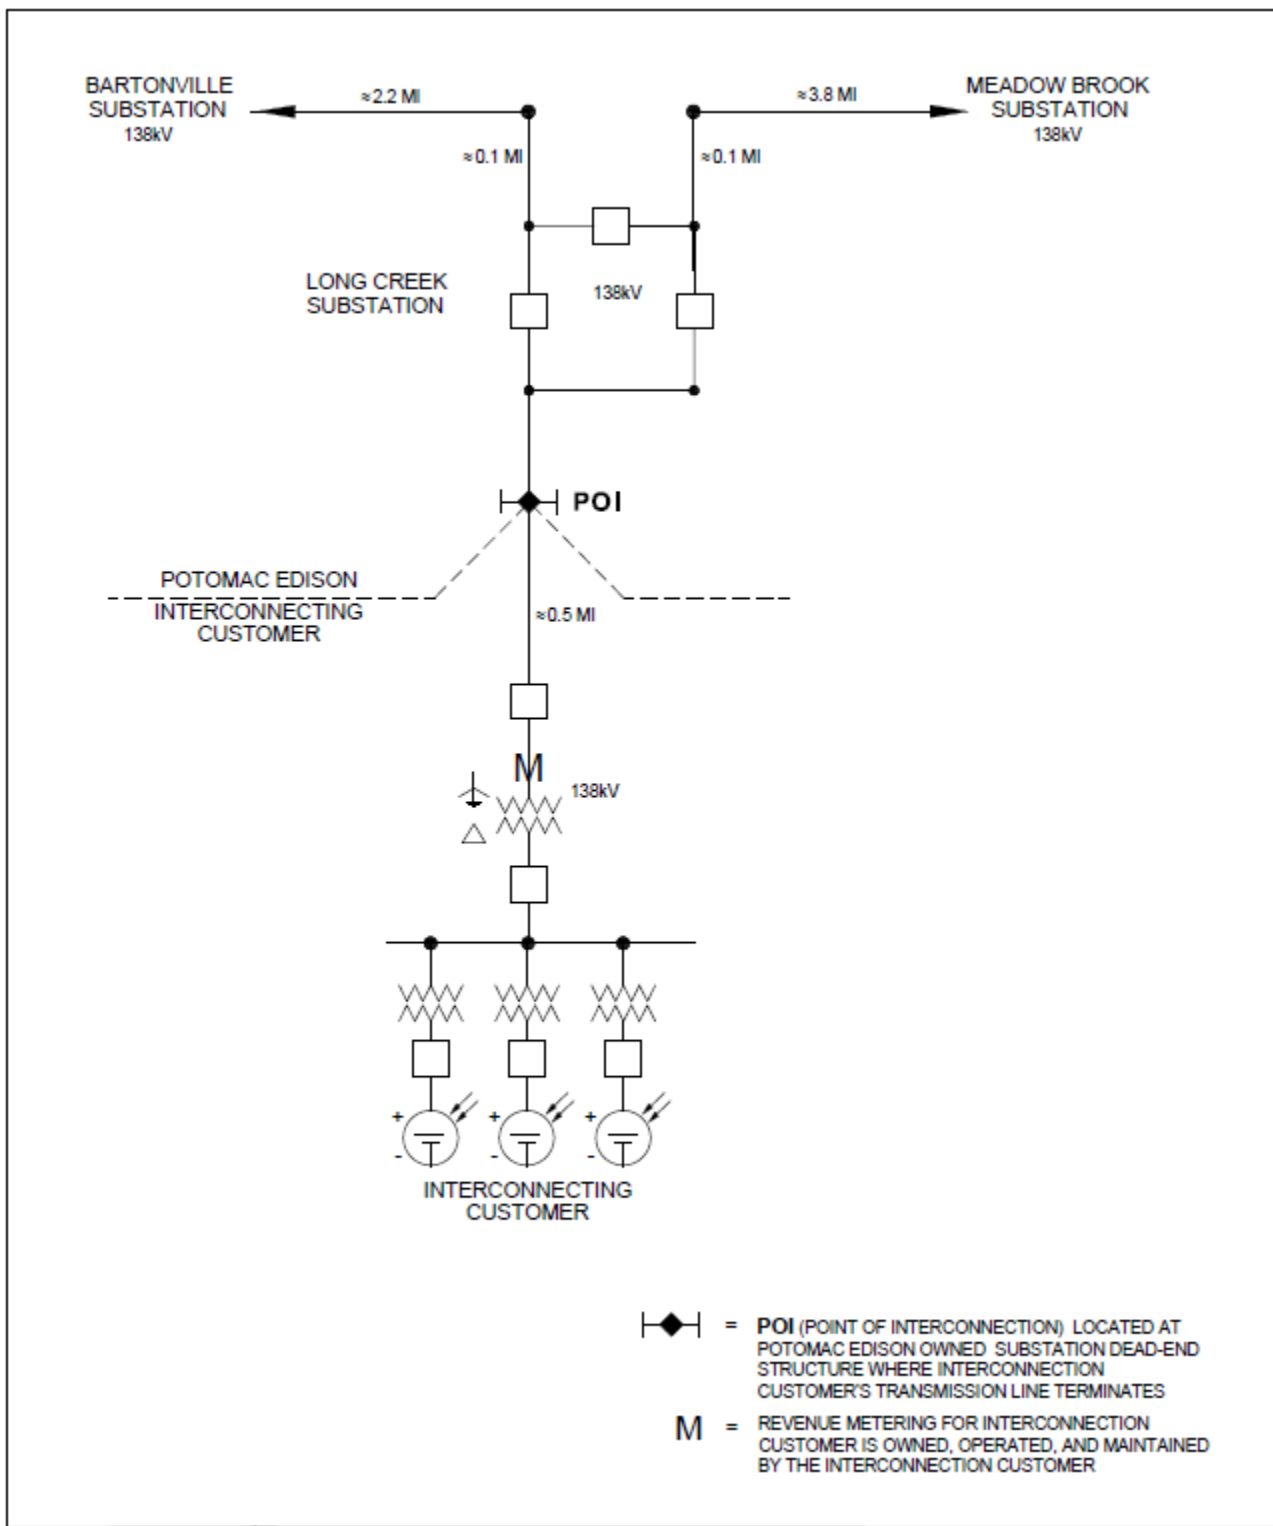 BARTONVILLE
SUBSTATION
138kV
≈2.2 MI
≈3.8 MI
MEADOW BROOK
SUBSTATION
138kV
≈0.1 MI
≈0.1 MI
LONG CREEK
SUBSTATION
138kV
POI
POTOMAC EDISON
INTERCONNECTING
CUSTOMER
≈0.5 MI
M
138kV
+
-
+
-
+
-
INTERCONNECTING
CUSTOMER
= POI (POINT OF INTERCONNECTION) LOCATED AT
POTOMAC EDISON OWNED SUBSTATION DEAD-END
STRUCTURE WHERE INTERCONNECTION
CUSTOMER'S TRANSMISSION LINE TERMINATES
M = REVENUE METERING FOR INTERCONNECTION
CUSTOMER IS OWNED, OPERATED, AND MAINTAINED
BY THE INTERCONNECTION CUSTOMER